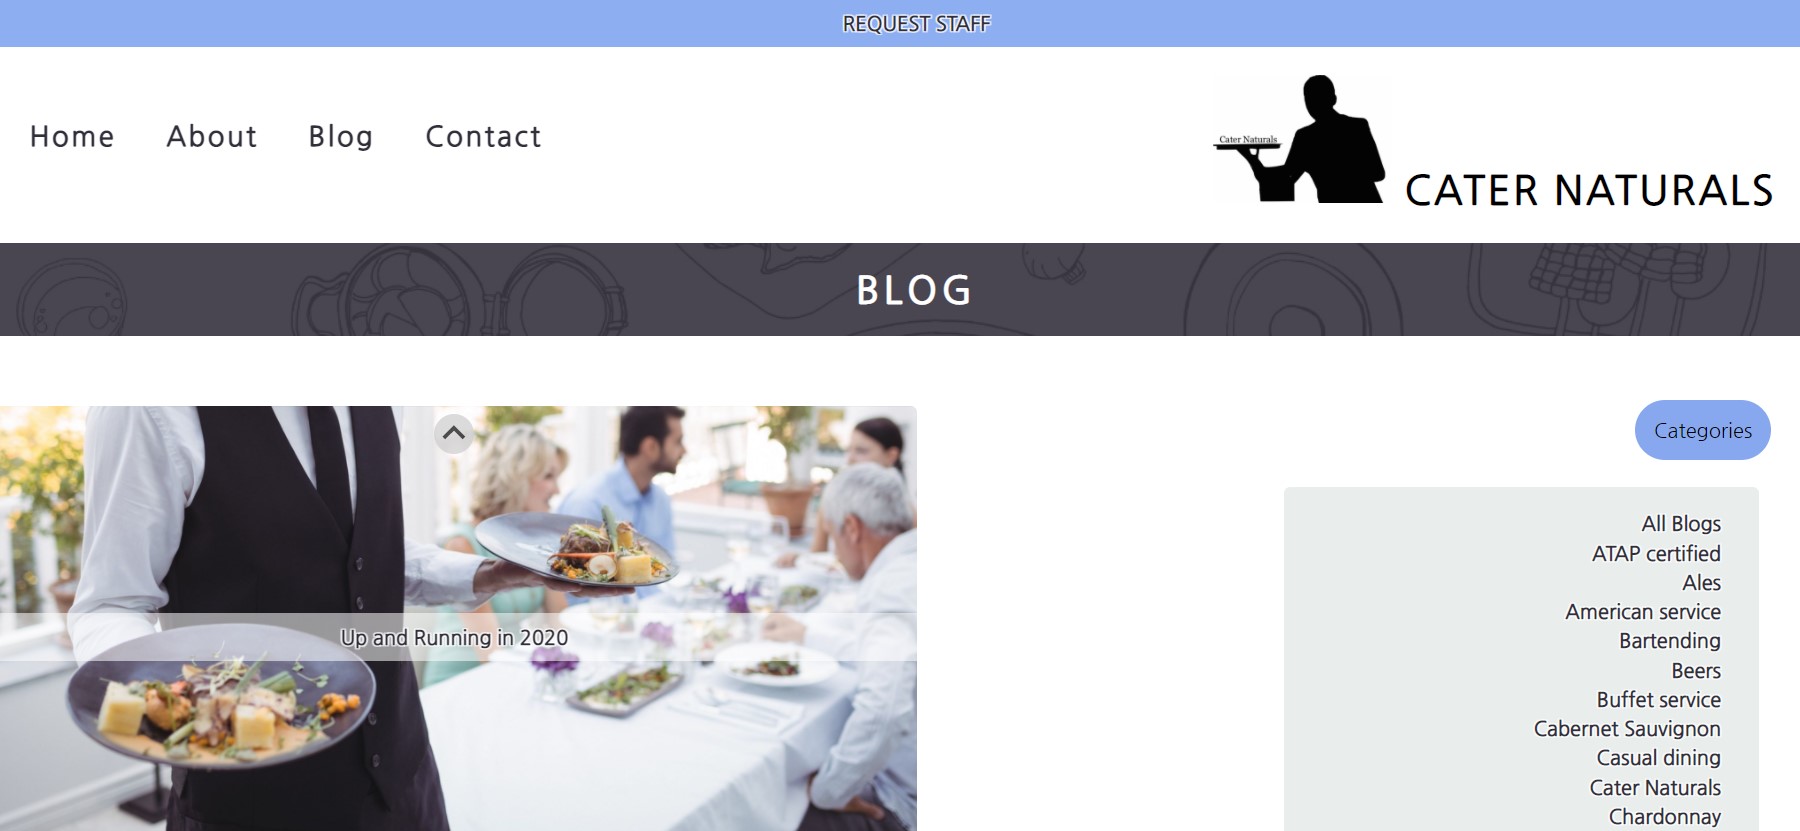 REQUEST STAFF
Home About Blog Contact
Cater Naturals
CATER NATURALS
BLOG
Categories
Up and Running in 2020
All Blogs
ATAP certified
Ales
American service
Bartending
Beers
Buffet service
Cabernet Sauvignon
Casual dining
Cater Naturals
Chardonnay